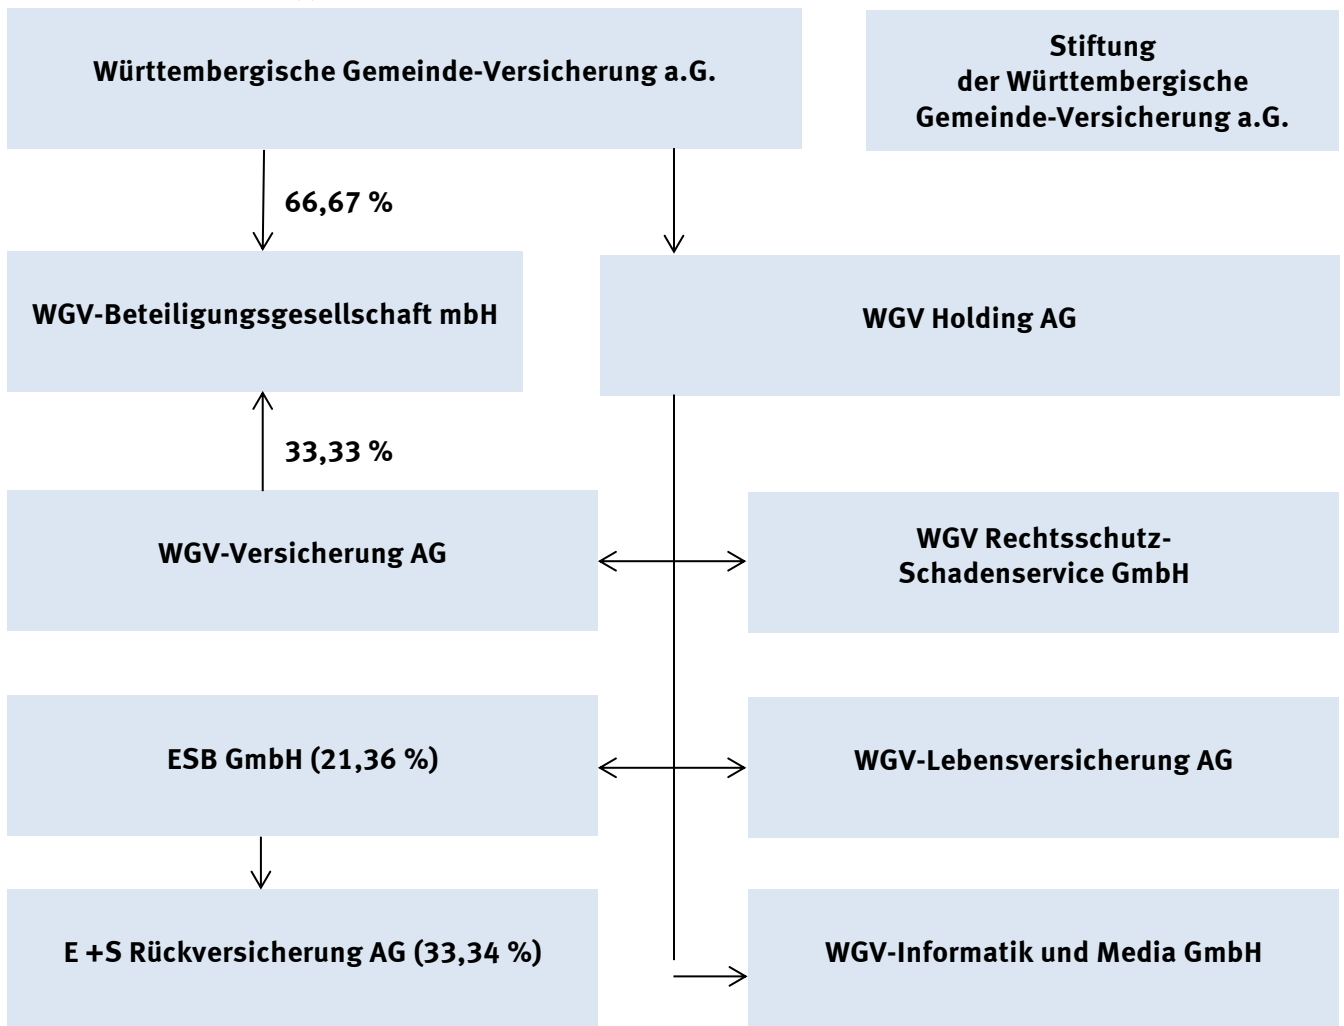 Württembergische Gemeinde-Versicherung a.G.
Stiftung
der Württembergische
Gemeinde-Versicherung a.G.
66,67 %
WGV-Beteiligungsgesellschaft mbH
WGV Holding AG
33,33 %
WGV-Versicherung AG
WGV Rechtsschutz-
Schadenservice GmbH
ESB GmbH (21,36 %)
WGV-Lebensversicherung AG
E +S Rückversicherung AG (33,34 %)
WGV-Informatik und Media GmbH